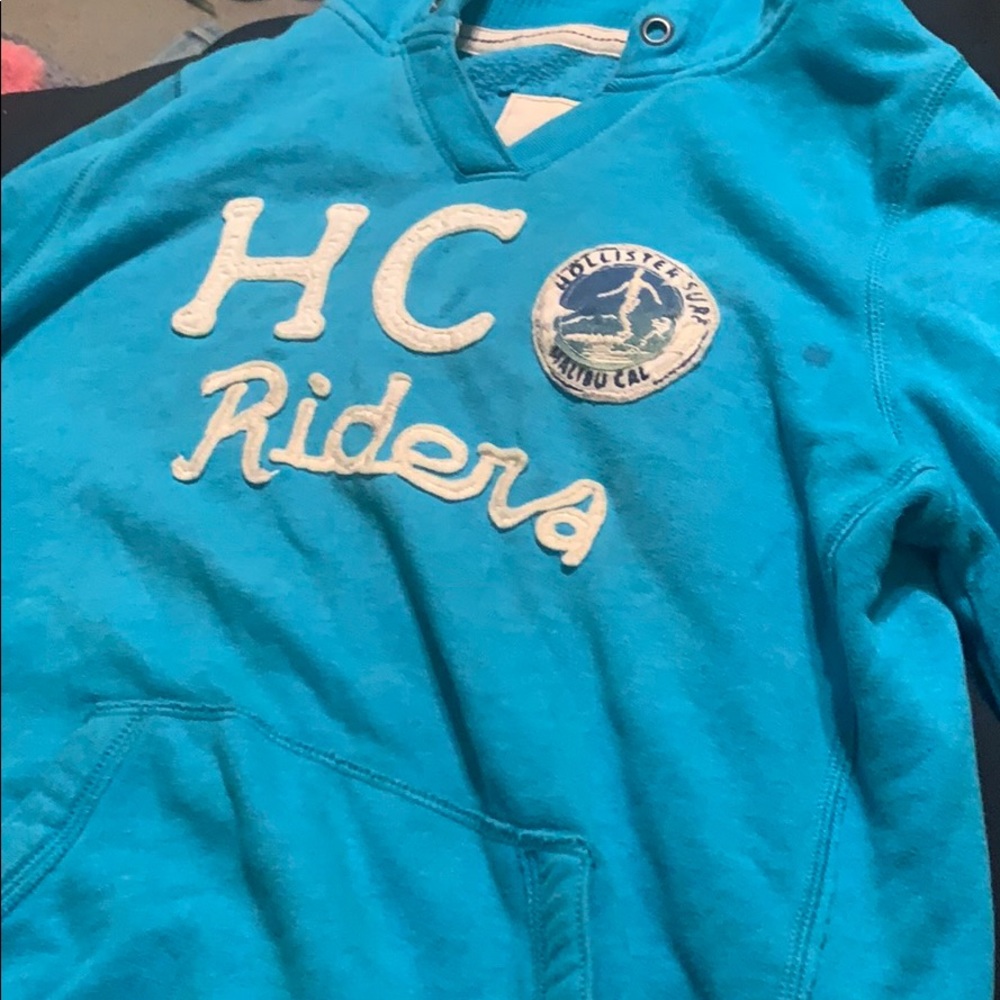 HC
Riders
HOLLISTER SURF
MALIBU CAL